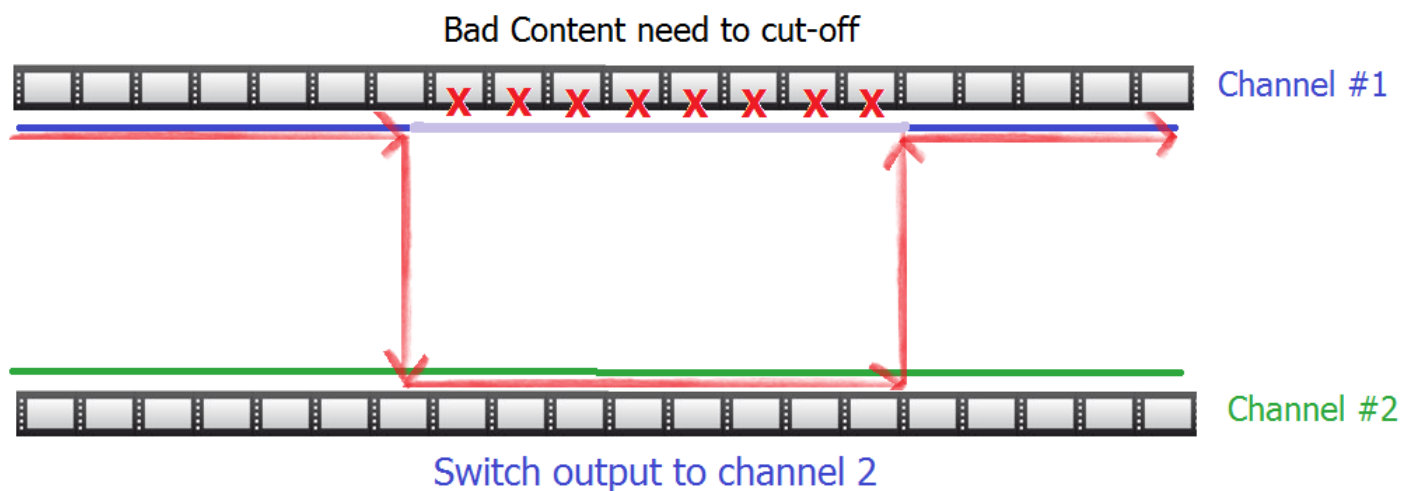 Bad Content need to cut-off
Channel #1
X X X X X X X X
Channel #2
Switch output to channel 2